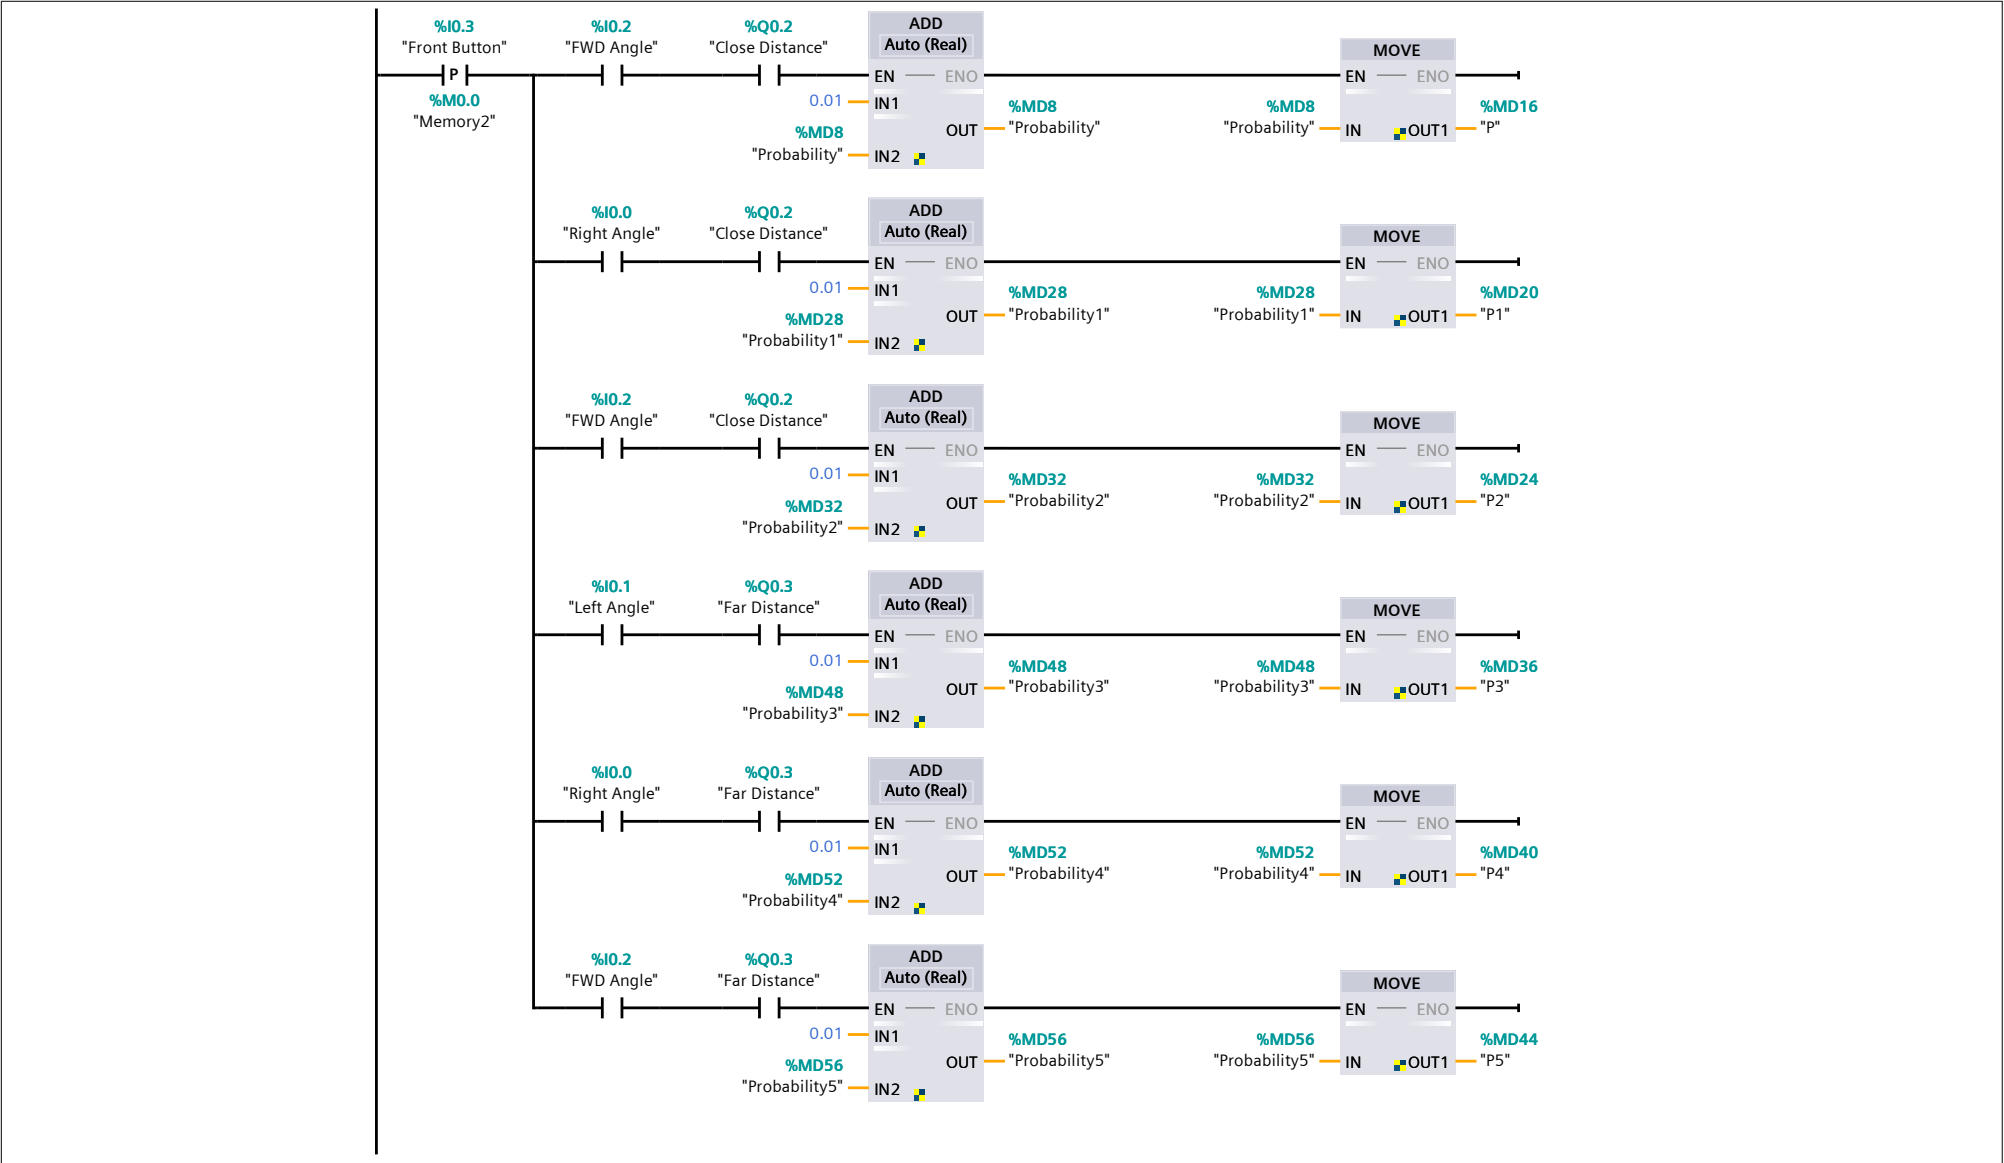 %I0.3
"Front Button"
P
%M0.0
"Memory2"
%I0.2
"FWD Angle"
%Q0.2
"Close Distance"
ADD
Auto (Real)
EN ENO
0.01 IN1
%MD8
"Probability" IN2
OUT
%MD8
"Probability"
MOVE
EN ENO
%MD8
"Probability" IN
OUT1
%MD16
"P"
%I0.0
"Right Angle"
%Q0.2
"Close Distance"
ADD
Auto (Real)
EN ENO
0.01 IN1
%MD28
"Probability1" IN2
OUT
%MD28
"Probability1"
MOVE
EN ENO
%MD28
"Probability1" IN
OUT1
%MD20
"P1"
%I0.2
"FWD Angle"
%Q0.2
"Close Distance"
ADD
Auto (Real)
EN ENO
0.01 IN1
%MD32
"Probability2" IN2
OUT
%MD32
"Probability2"
MOVE
EN ENO
%MD32
"Probability2" IN
OUT1
%MD24
"P2"
%I0.1
"Left Angle"
%Q0.3
"Far Distance"
ADD
Auto (Real)
EN ENO
0.01 IN1
%MD48
"Probability3" IN2
OUT
%MD48
"Probability3"
MOVE
EN ENO
%MD48
"Probability3" IN
OUT1
%MD36
"P3"
%I0.0
"Right Angle"
%Q0.3
"Far Distance"
ADD
Auto (Real)
EN ENO
0.01 IN1
%MD52
"Probability4" IN2
OUT
%MD52
"Probability4"
MOVE
EN ENO
%MD52
"Probability4" IN
OUT1
%MD40
"P4"
%I0.2
"FWD Angle"
%Q0.3
"Far Distance"
ADD
Auto (Real)
EN ENO
0.01 IN1
%MD56
"Probability5" IN2
OUT
%MD56
"Probability5"
MOVE
EN ENO
%MD56
"Probability5" IN
OUT1
%MD44
"P5"